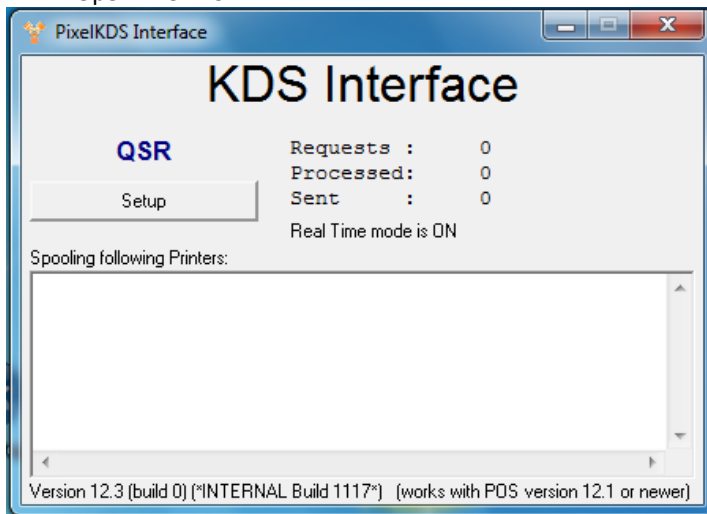 PixelKDS Interface
KDS Interface
QSR
Requests : 0
Processed: 0
Setup
Sent : 0
Real Time mode is ON
Spooling following Printers:
Version 12.3 (build 0) (*INTERNAL Build 1117*) (works with POS version 12.1 or newer)